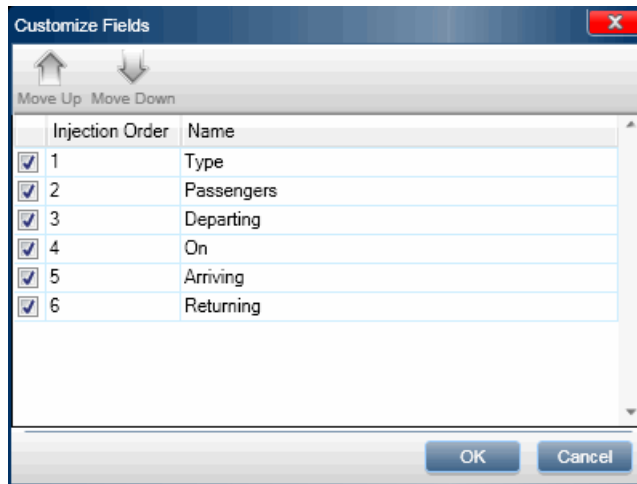 Customize Fields
Move Up Move Down
Injection Order Name
1 Type
2 Passengers
3 Departing
4 On
5 Arriving
6 Returning
OK Cancel